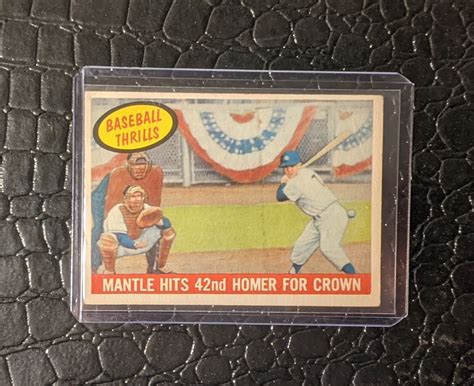 BASEBALL
THRILLS
MANTLE HITS 42nd HOMER FOR CROWN